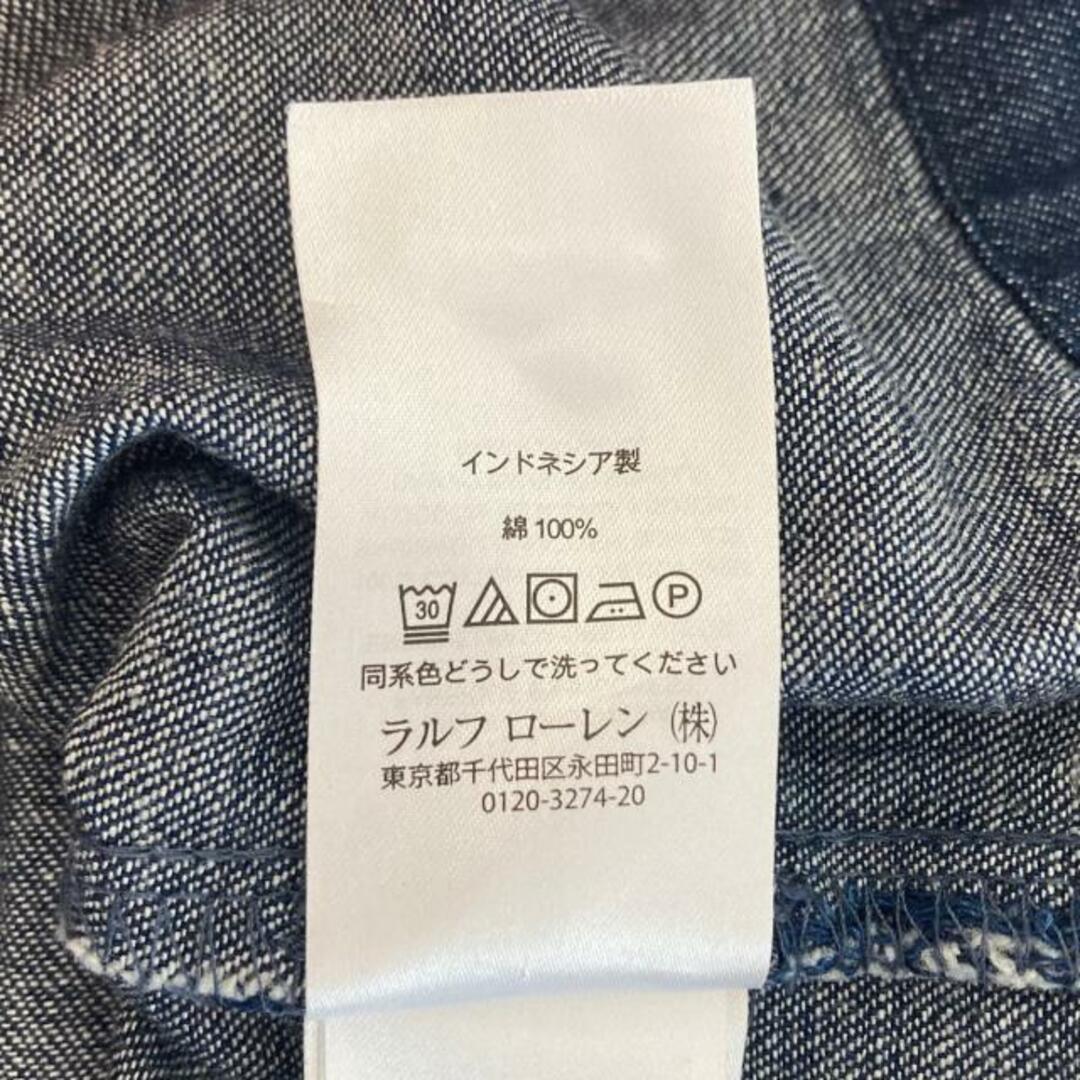 インドネシア製
綿 100%
30 P
同系色どうしで洗ってください
ラルフ ローレン (株)
東京都千代田区永田町2-10-1
0120-3274-20